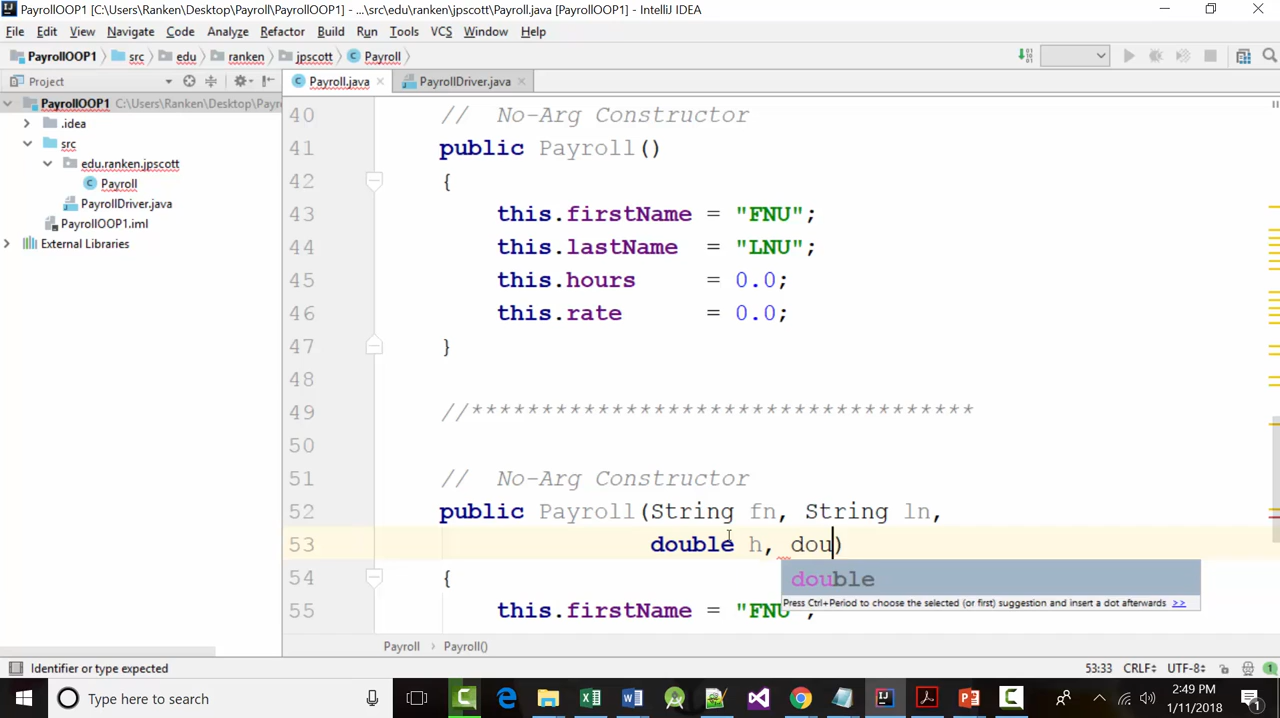 PayrollOOP1 [C:\Users\Ranken\Desktop\Payroll\PayrollOOP1] - ...\src\edu\ranken\jpscott\Payroll.java [PayrollOOP1] - IntelliJ IDEA
File Edit View Navigate Code Analyze Refactor Build Run Tools VCS Window Help
PayrollOOP1 src edu ranken jpscott Payroll
Project
Payroll.java PayrollDriver.java
PayrollOOP1 C:\Users\Ranken\Desktop\Payro
.idea
src
edu.ranken.jpscott
Payroll
PayrollDriver.java
PayrollOOP1.iml
External Libraries
40 // No-Arg Constructor
41 public Payroll()
42 {
43 this.firstName = "FNU";
44 this.lastName = "LNU";
45 this.hours = 0.0;
46 this.rate = 0.0;
47 }
48
49 //************************************
50
51 // No-Arg Constructor
52 public Payroll(String fn, String ln,
53 double h, dou)
double
Press Ctrl+Period to choose the selected (or first) suggestion and insert a dot afterwards >>
54 {
55 this.firstName = "FNU";
Payroll Payroll()
Identifier or type expected 53:33 CRLF UTF-8 1
Type here to search
2:49 PM
1/11/2018 1